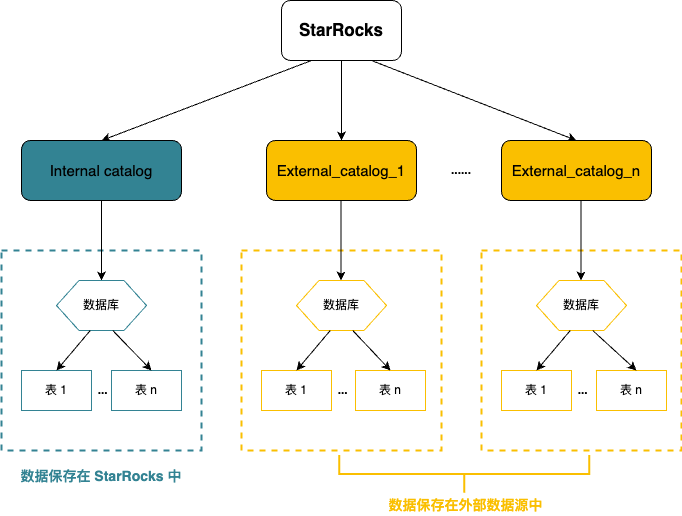 StarRocks
Internal catalog
External_catalog_1
......
External_catalog_n
数据库
数据库
数据库
表 1
...
表 n
表 1
...
表 n
表 1
...
表 n
数据保存在 StarRocks 中
数据保存在外部数据源中